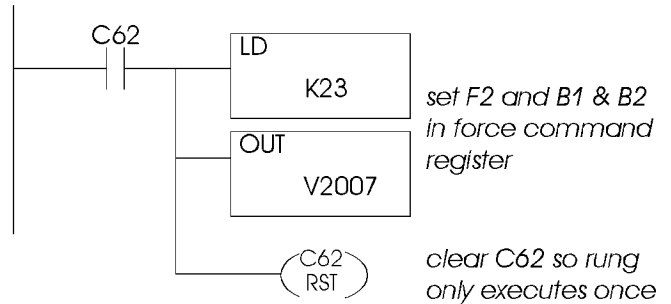 C62
LD
K23
set F2 and B1 & B2
in force command
register
OUT
V2007
C62
RST
clear C62 so rung
only executes once